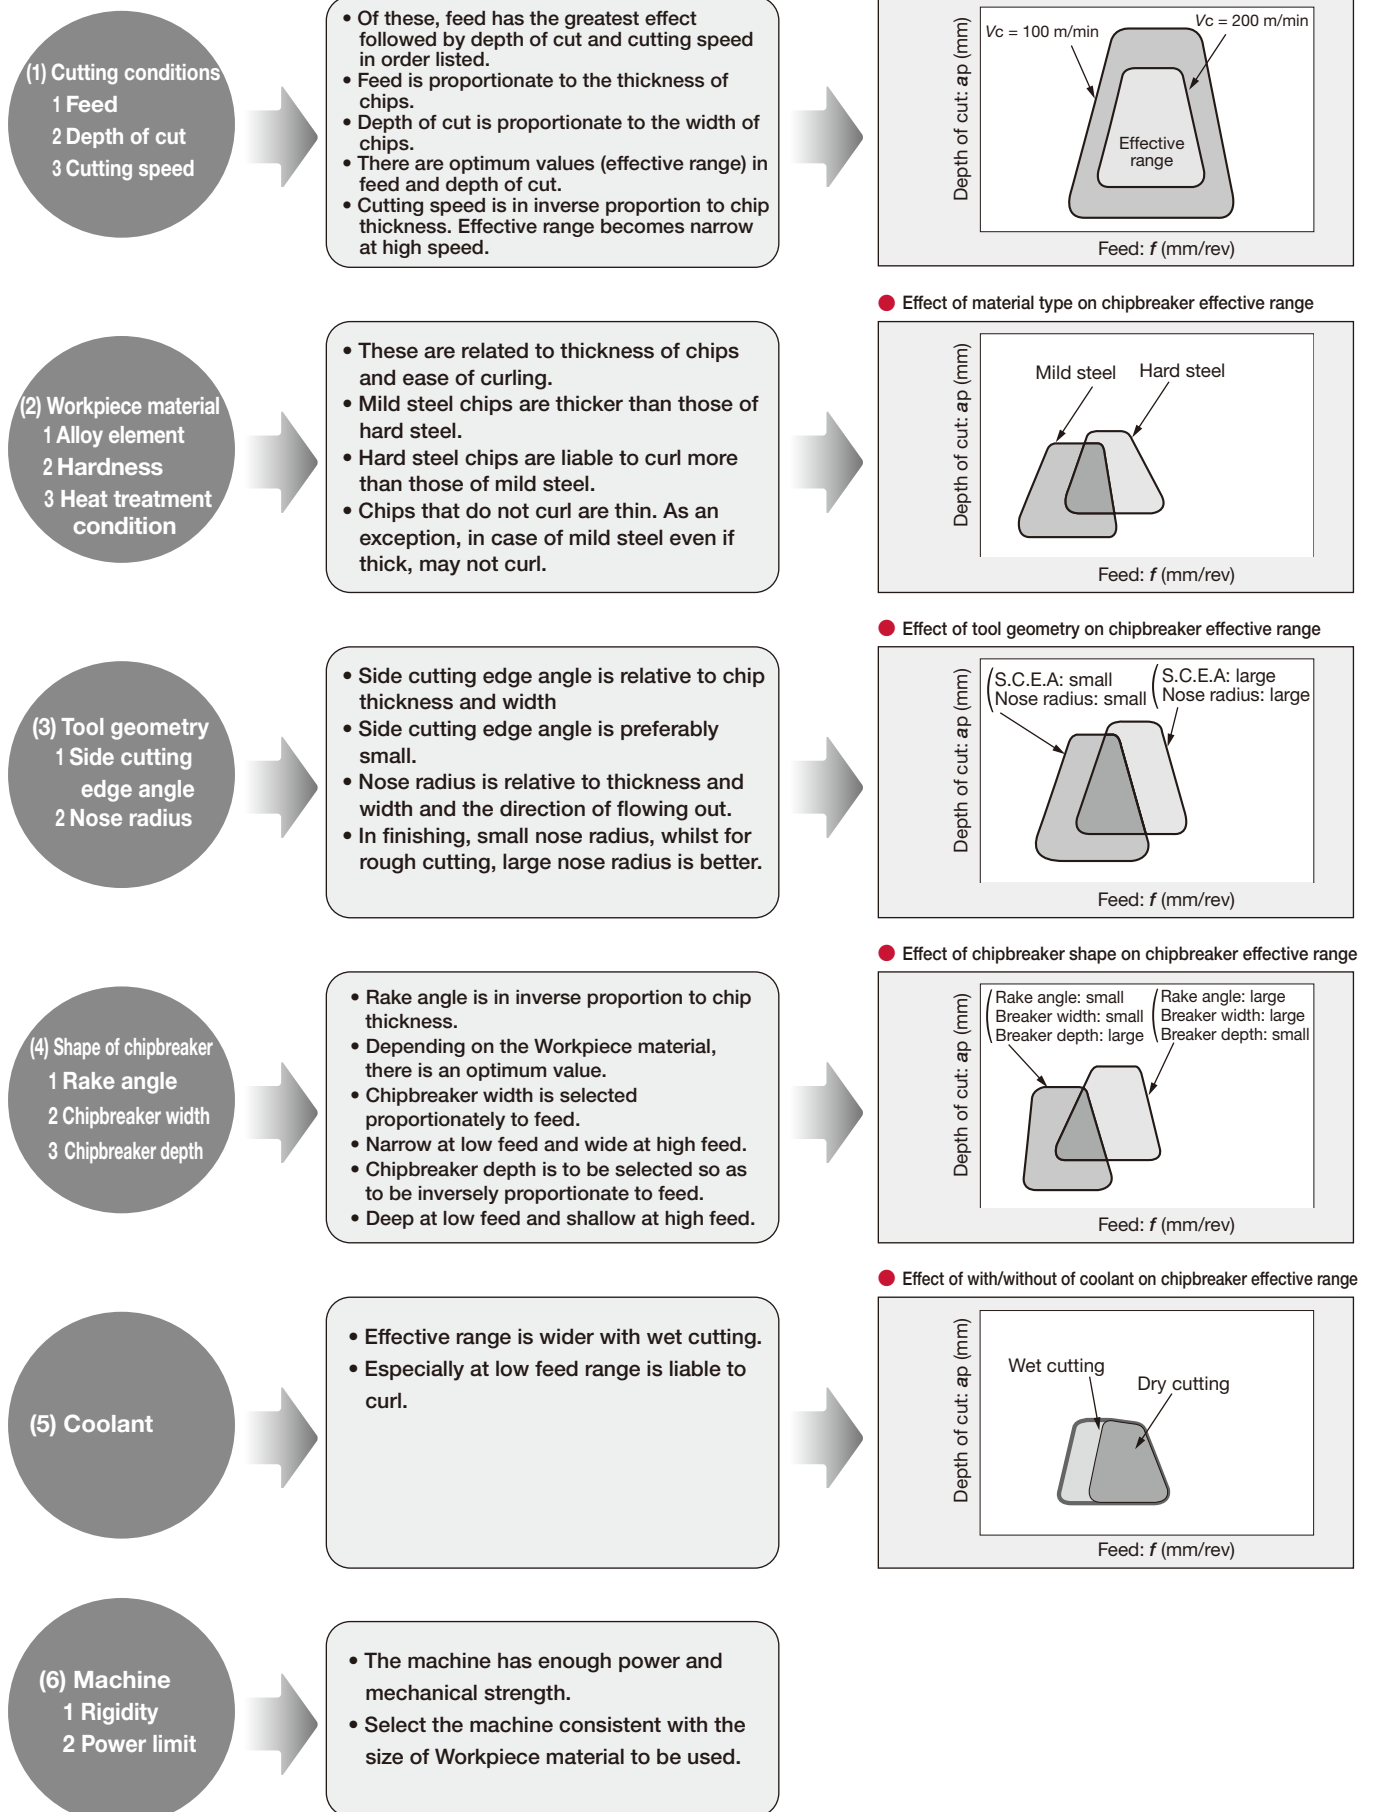 (1) Cutting conditions
1 Feed
2 Depth of cut
3 Cutting speed
• Of these, feed has the greatest effect
followed by depth of cut and cutting speed
in order listed.
• Feed is proportionate to the thickness of
chips.
• Depth of cut is proportionate to the width of
chips.
• There are optimum values (effective range) in
feed and depth of cut.
• Cutting speed is in inverse proportion to chip
thickness. Effective range becomes narrow
at high speed.
Depth of cut: ap (mm)
Vc = 100 m/min
Vc = 200 m/min
Effective
range
Feed: f (mm/rev)
(2) Workpiece material
1 Alloy element
2 Hardness
3 Heat treatment
condition
• These are related to thickness of chips
and ease of curling.
• Mild steel chips are thicker than those of
hard steel.
• Hard steel chips are liable to curl more
than those of mild steel.
• Chips that do not curl are thin. As an
exception, in case of mild steel even if
thick, may not curl.
● Effect of material type on chipbreaker effective range
Depth of cut: ap (mm)
Mild steel
Hard steel
Feed: f (mm/rev)
(3) Tool geometry
1 Side cutting
edge angle
2 Nose radius
• Side cutting edge angle is relative to chip
thickness and width
• Side cutting edge angle is preferably
small.
• Nose radius is relative to thickness and
width and the direction of flowing out.
• In finishing, small nose radius, whilst for
rough cutting, large nose radius is better.
● Effect of tool geometry on chipbreaker effective range
Depth of cut: ap (mm)
(S.C.E.A: small
Nose radius: small
(S.C.E.A: large
Nose radius: large
Feed: f (mm/rev)
(4) Shape of chipbreaker
1 Rake angle
2 Chipbreaker width
3 Chipbreaker depth
• Rake angle is in inverse proportion to chip
thickness.
• Depending on the Workpiece material,
there is an optimum value.
• Chipbreaker width is selected
proportionately to feed.
• Narrow at low feed and wide at high feed.
• Chipbreaker depth is to be selected so as
to be inversely proportionate to feed.
• Deep at low feed and shallow at high feed.
● Effect of chipbreaker shape on chipbreaker effective range
Depth of cut: ap (mm)
(Rake angle: small
Breaker width: small
Breaker depth: large
(Rake angle: large
Breaker width: large
Breaker depth: small
Feed: f (mm/rev)
(5) Coolant
• Effective range is wider with wet cutting.
• Especially at low feed range is liable to
curl.
● Effect of with/without of coolant on chipbreaker effective range
Depth of cut: ap (mm)
Wet cutting
Dry cutting
Feed: f (mm/rev)
(6) Machine
1 Rigidity
2 Power limit
• The machine has enough power and
mechanical strength.
• Select the machine consistent with the
size of Workpiece material to be used.